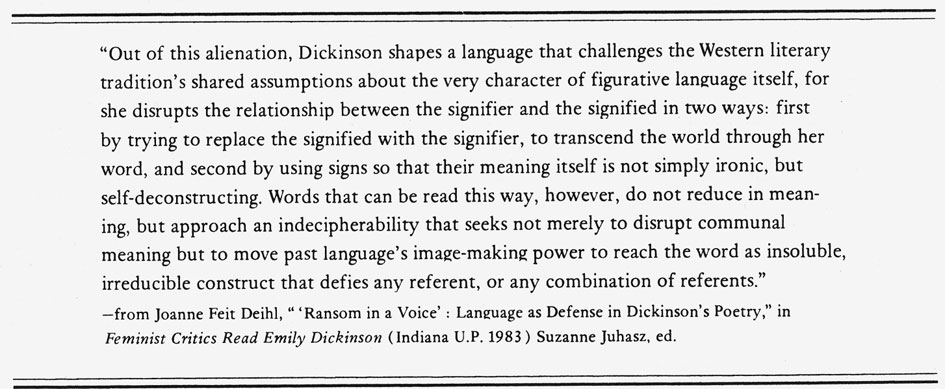 “Out of this alienation, Dickinson shapes a language that challenges the Western literary
tradition’s shared assumptions about the very character of figurative language itself, for
she disrupts the relationship between the signifier and the signified in two ways: first
by trying to replace the signified with the signifier, to transcend the world through her
word, and second by using signs so that their meaning itself is not simply ironic, but
self-deconstructing. Words that can be read this way, however, do not reduce in mean-
ing, but approach an indecipherability that seeks not merely to disrupt communal
meaning but to move past language’s image-making power to reach the word as insoluble,
irreducible construct that defies any referent, or any combination of referents.”
—from Joanne Feit Deihl, “ ‘Ransom in a Voice’ : Language as Defense in Dickinson’s Poetry,” in
Feminist Critics Read Emily Dickinson (Indiana U.P. 1983) Suzanne Juhasz, ed.